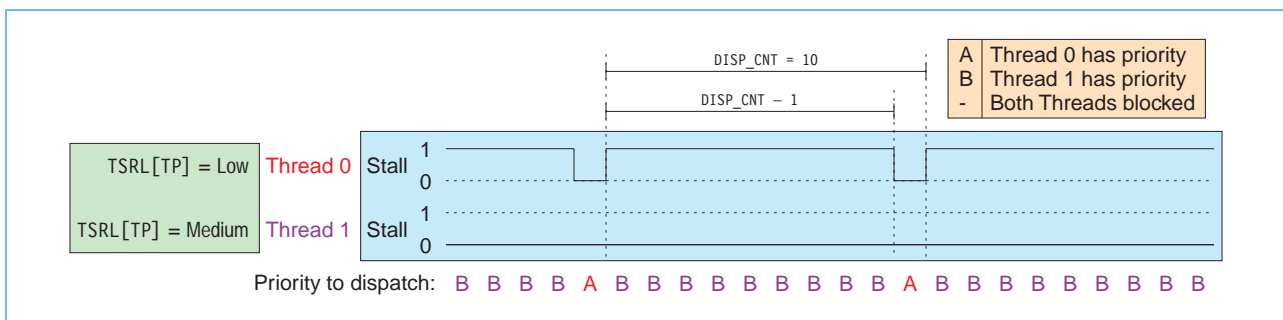 DISP_CNT = 10
DISP_CNT – 1
A Thread 0 has priority
B Thread 1 has priority
- Both Threads blocked
TSRL[TP] = Low Thread 0 Stall 1
0
TSRL[TP] = Medium Thread 1 Stall 1
0
Priority to dispatch: B B B B A B B B B B B B B B A B B B B B B B B B